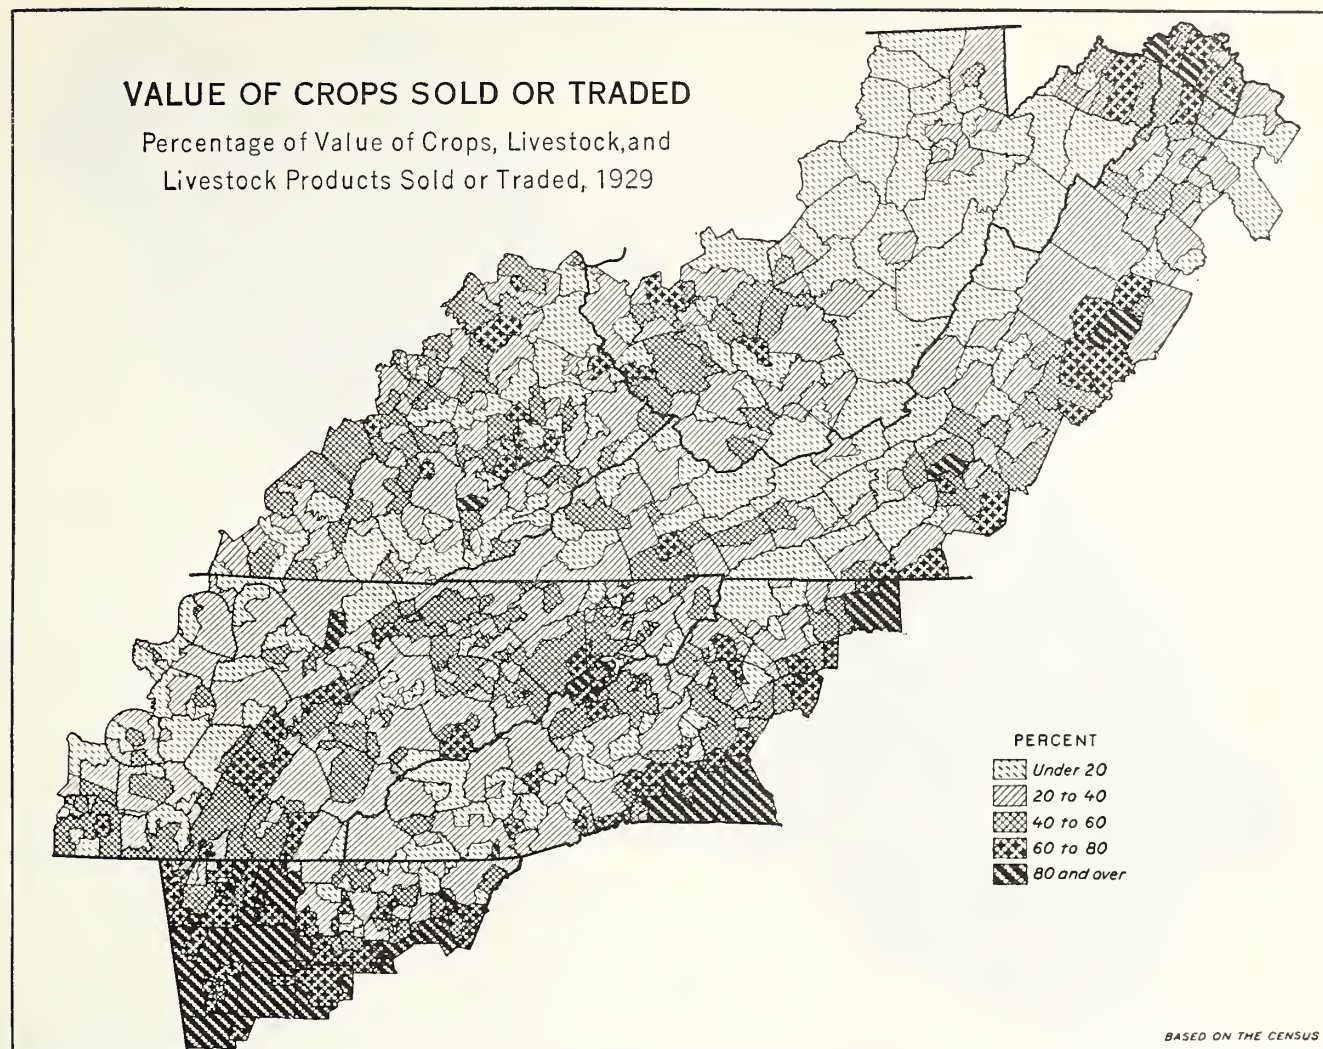 VALUE OF CROPS SOLD OR TRADED
Percentage of Value of Crops, Livestock, and
Livestock Products Sold or Traded, 1929
PERCENT
Under 20
20 to 40
40 to 60
60 to 80
80 and over
BASED ON THE CENSUS